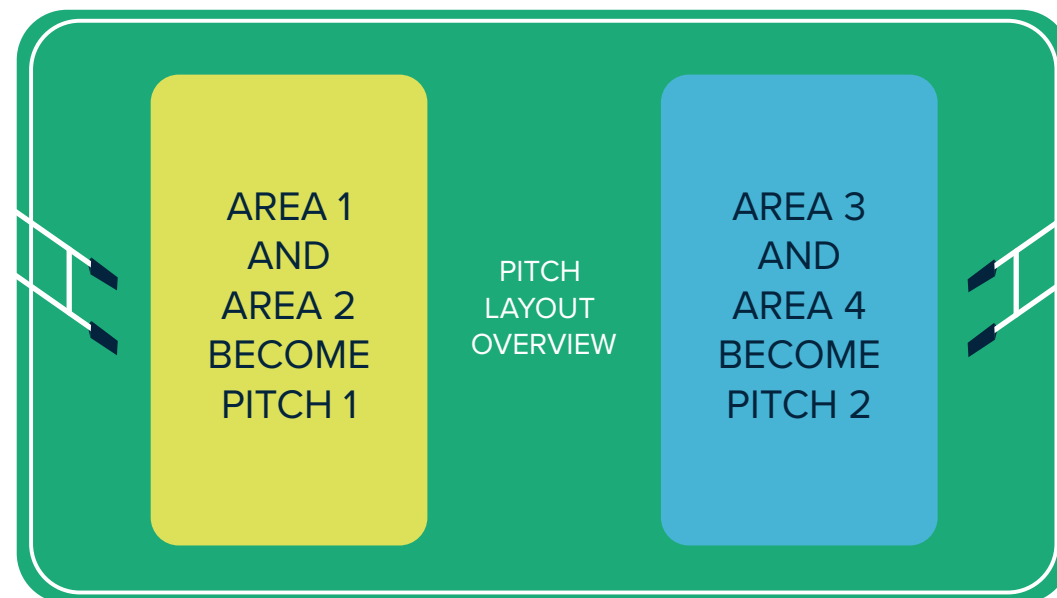 AREA 1
AND
AREA 2
BECOME
PITCH 1
PITCH
LAYOUT
OVERVIEW
AREA 3
AND
AREA 4
BECOME
PITCH 2